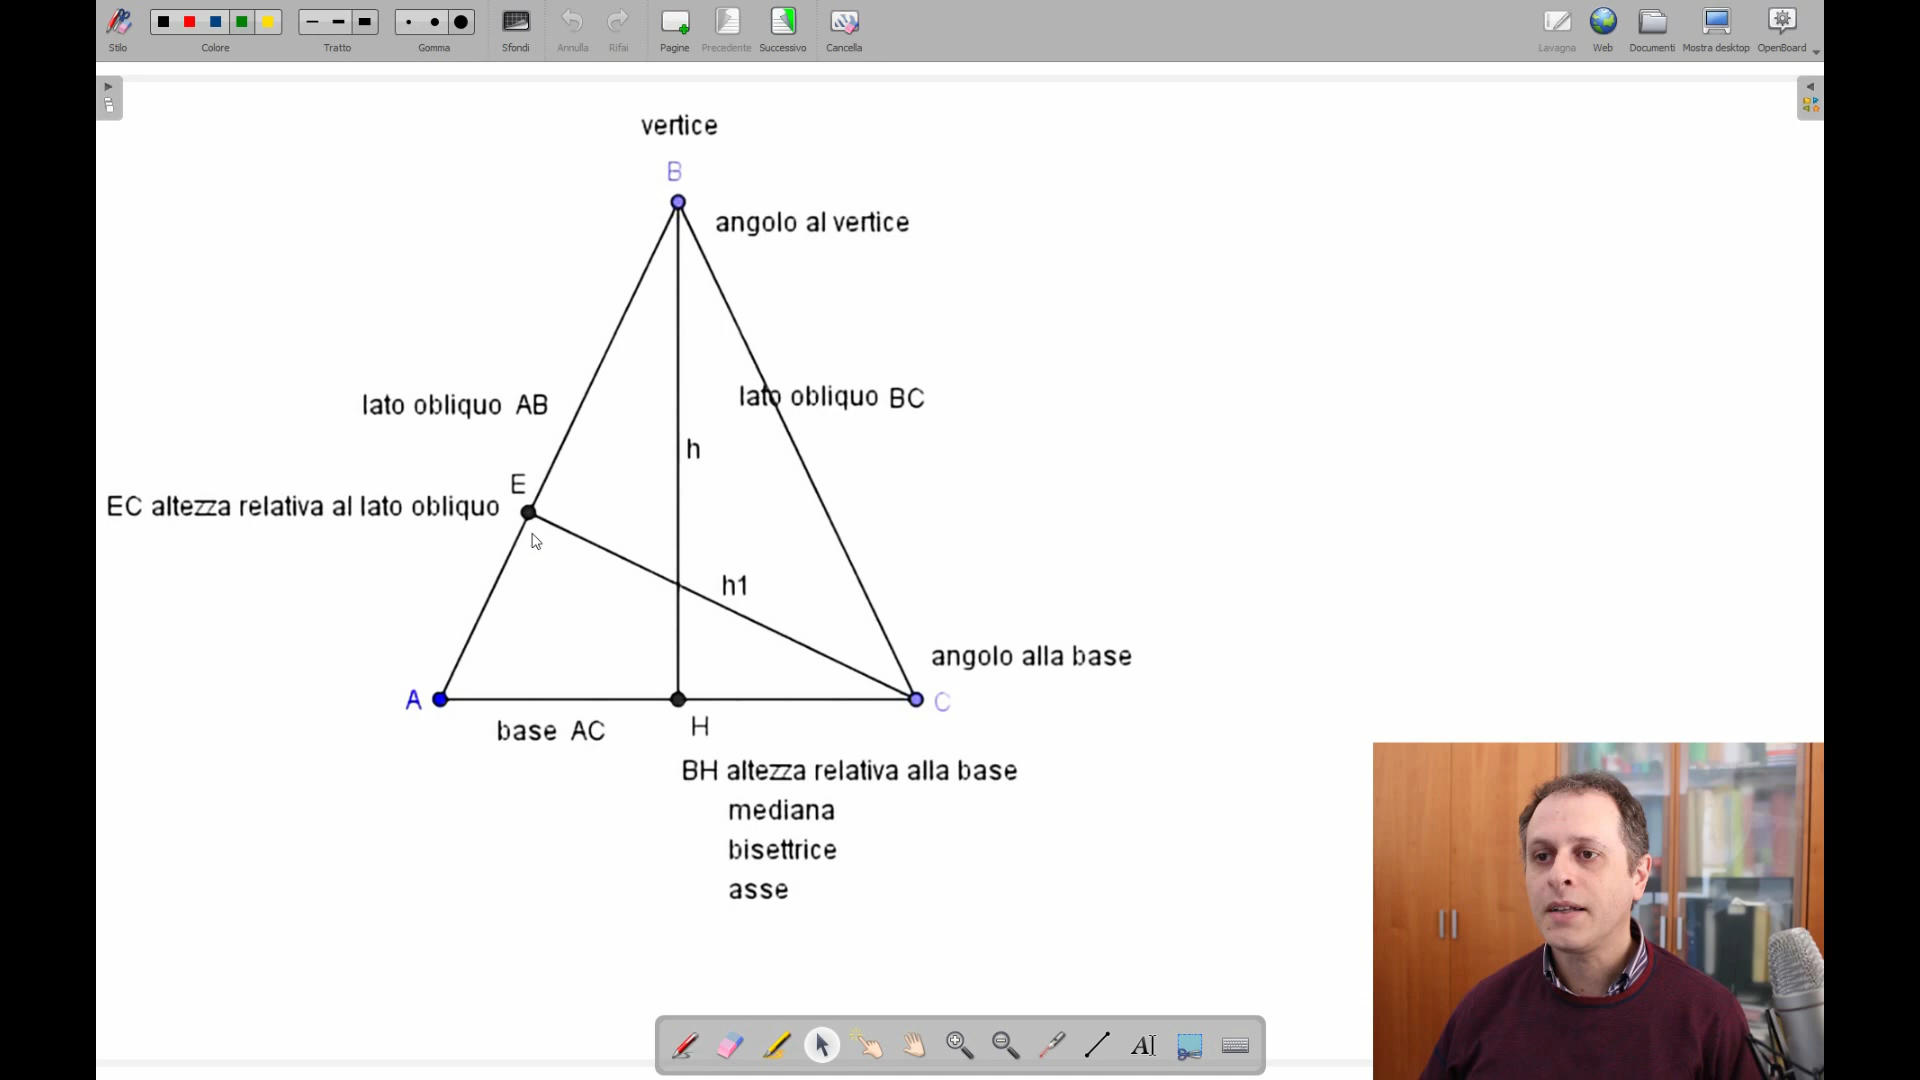 Stilo
Colore
Tratto
Gomma
Sfondi
Annulla
Rifai
Pagine
Precedente
Successivo
Cancella
Lavagna
Web
Documenti
Mostra desktop
OpenBoard
vertice
B
angolo al vertice
lato obliquo AB
lato obliquo BC
h
E
EC altezza relativa al lato obliquo
h1
angolo alla base
A
C
base AC
H
BH altezza relativa alla base
mediana
bisettrice
asse
AI